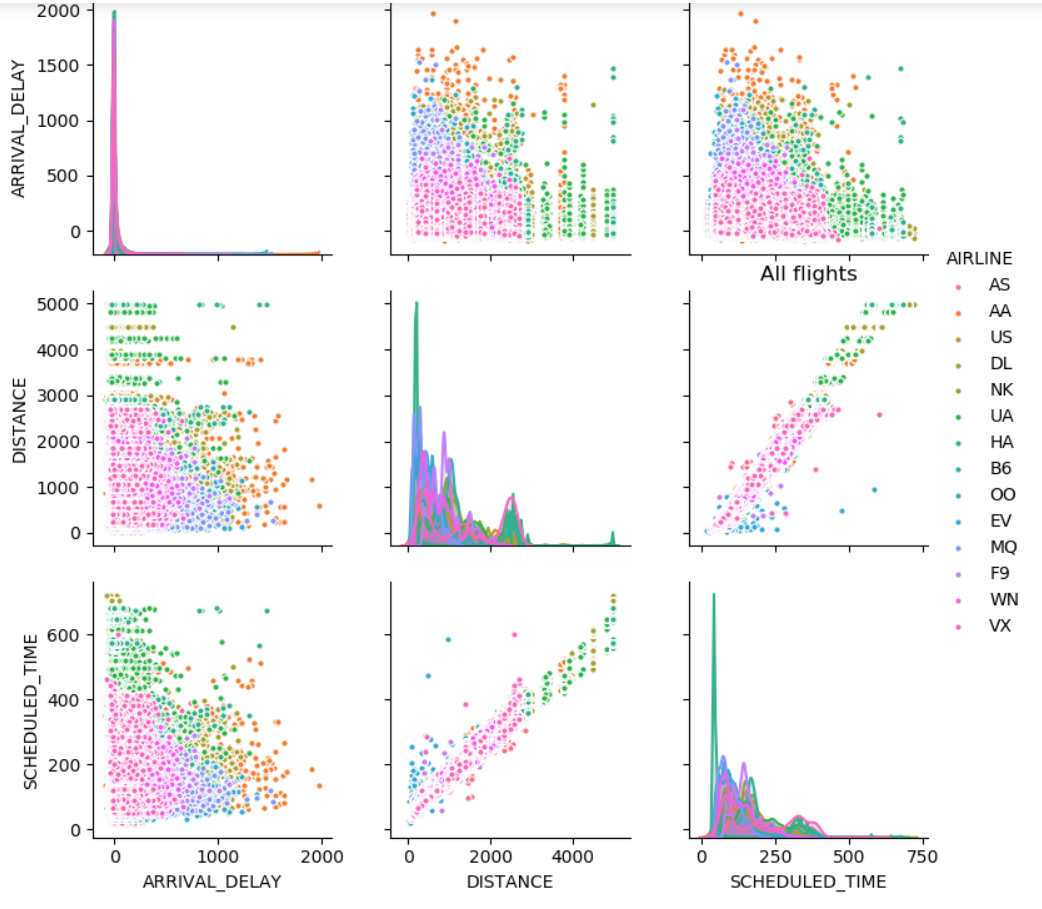 2000
1500
1000
500
0
ARRIVAL_DELAY
All flights
5000
4000
3000
2000
1000
0
DISTANCE
600
400
200
0
SCHEDULED_TIME
0 1000 2000
ARRIVAL_DELAY
0 2000 4000
DISTANCE
0 250 500 750
SCHEDULED_TIME
AIRLINE
AS
AA
US
DL
NK
UA
HA
B6
OO
EV
MQ
F9
WN
VX